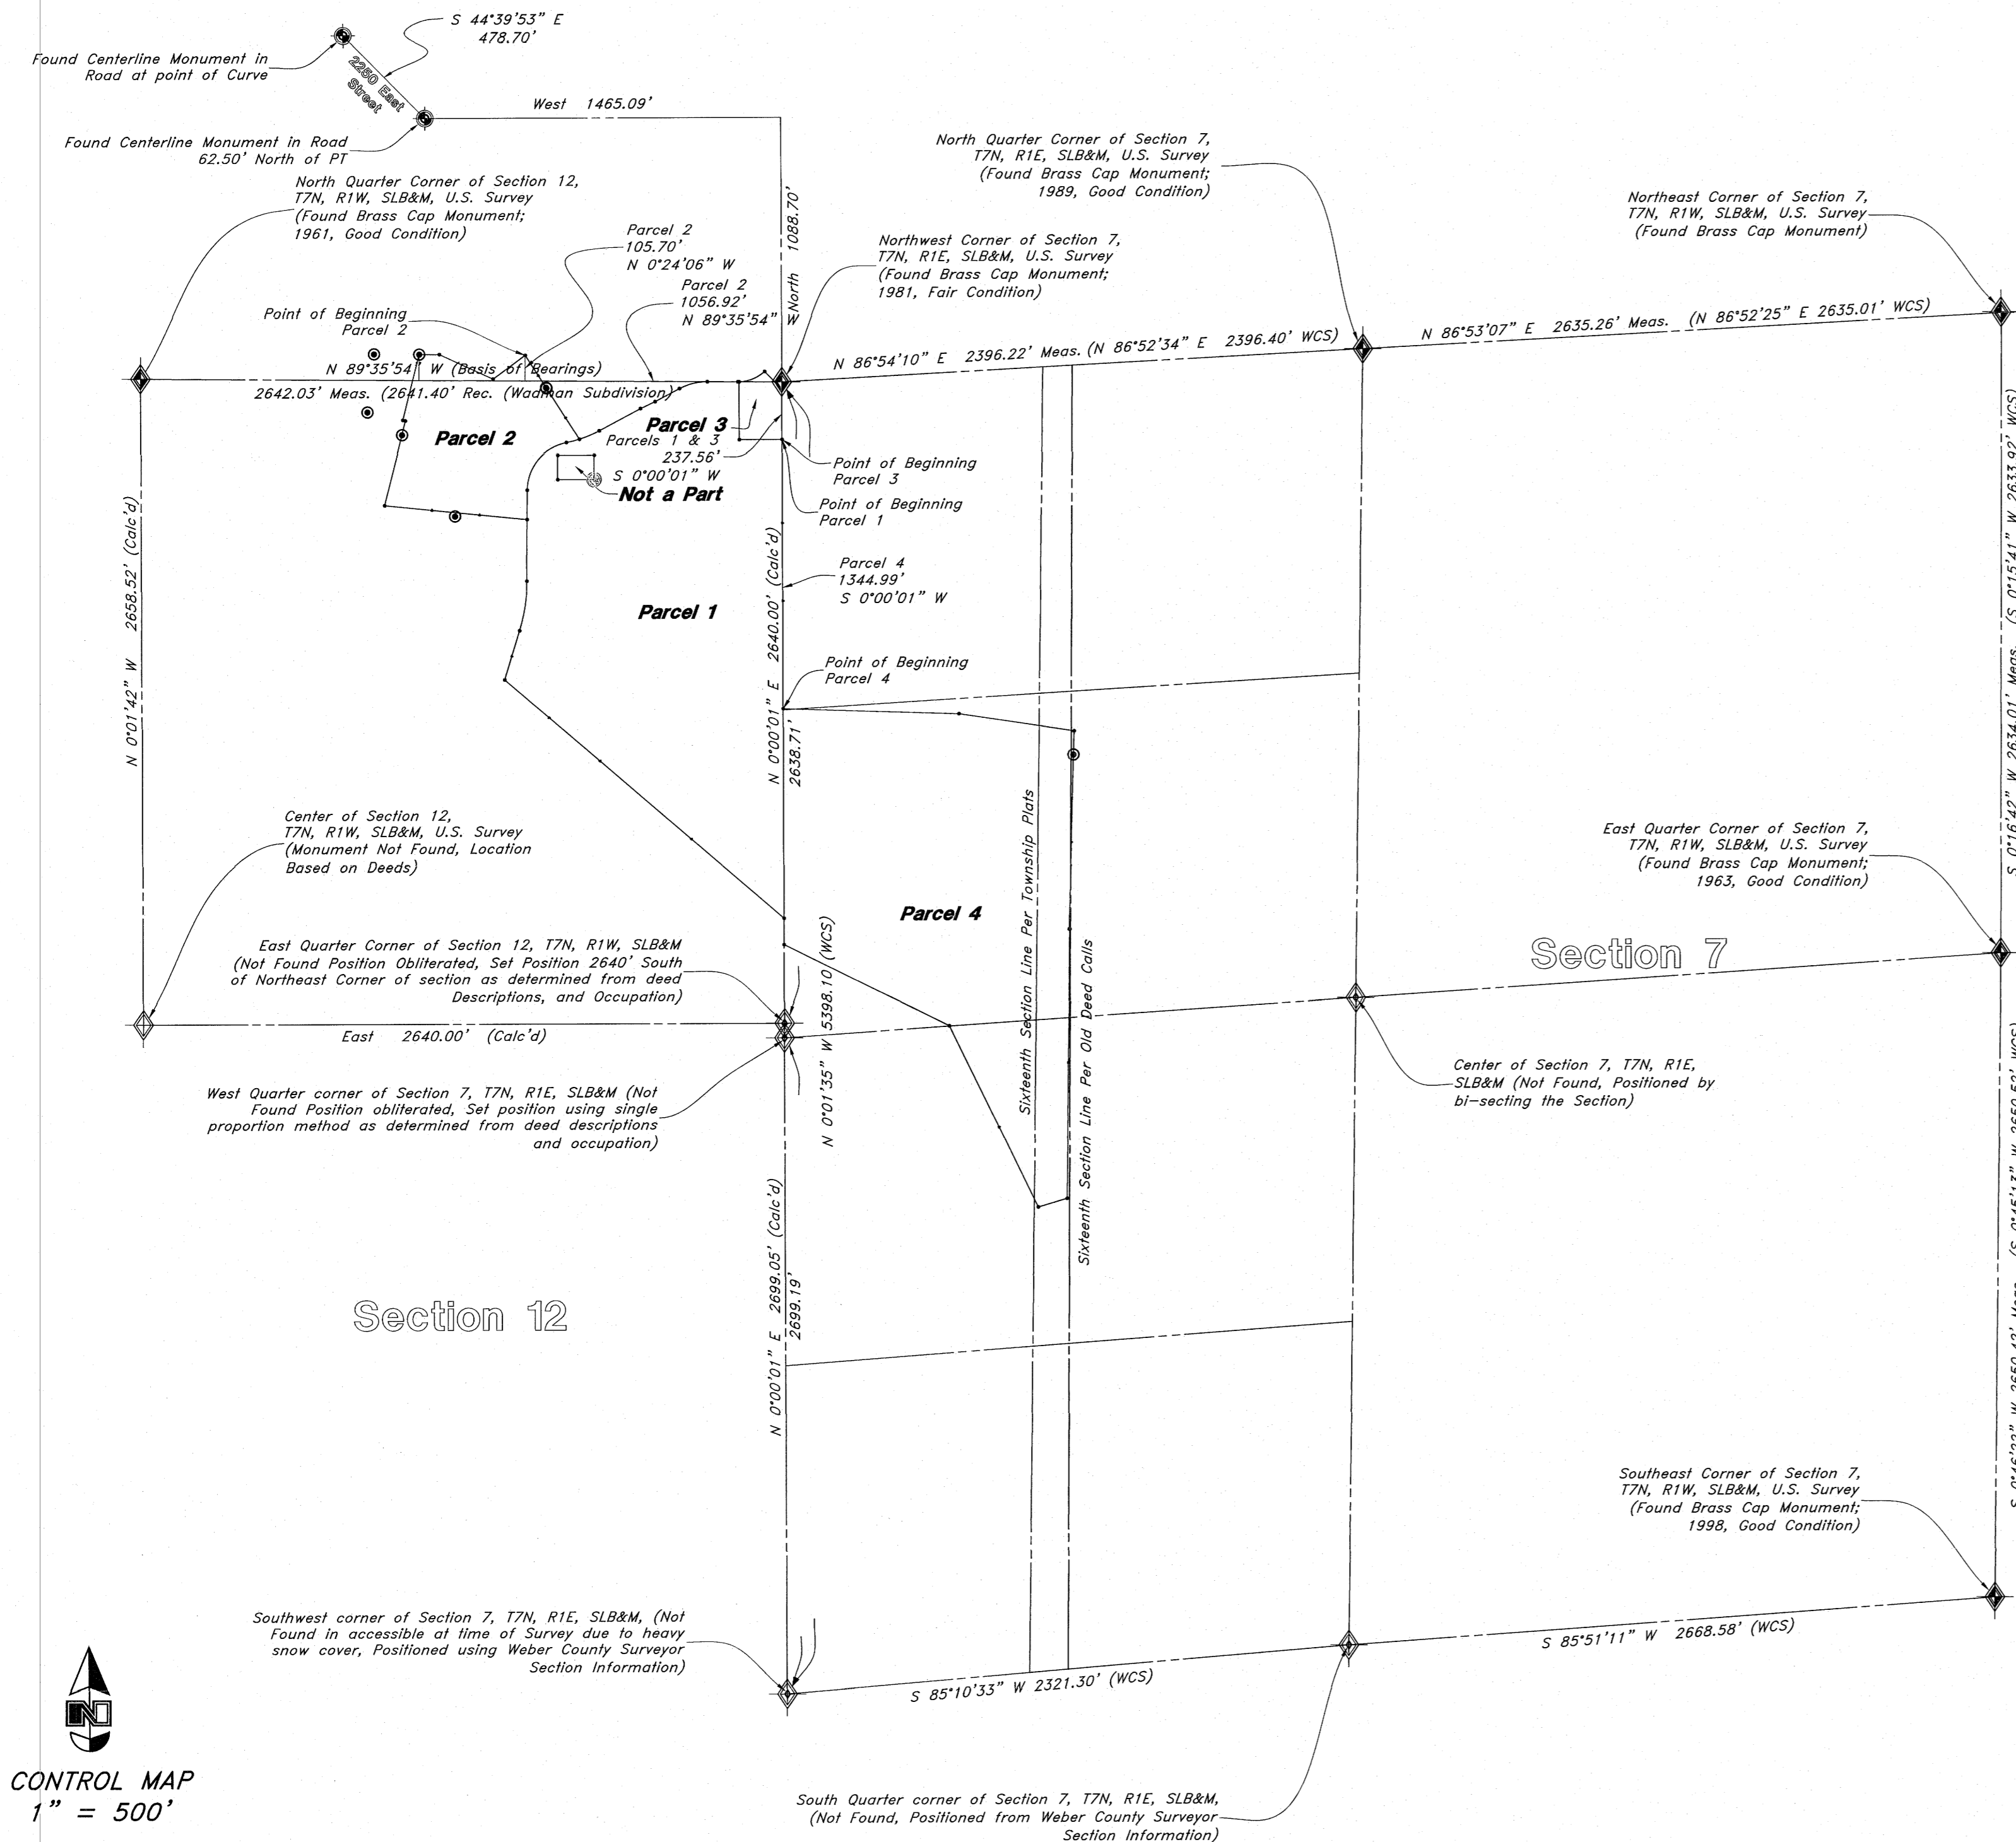 S 44°39'53" E
478.70'
Found Centerline Monument in
Road at point of Curve
2250 East
Street
West 1465.09'
Found Centerline Monument in Road
62.50' North of PT
North Quarter Corner of Section 12,
T7N, R1W, SLB&M, U.S. Survey
(Found Brass Cap Monument;
1961, Good Condition)
North 1088.70'
North Quarter Corner of Section 7,
T7N, R1E, SLB&M, U.S. Survey
(Found Brass Cap Monument;
1989, Good Condition)
Northeast Corner of Section 7,
T7N, R1W, SLB&M, U.S. Survey
(Found Brass Cap Monument)
Parcel 2
105.70'
N 0°24'06" W
Parcel 2
1056.92'
N 89°35'54" W
Northwest Corner of Section 7,
T7N, R1E, SLB&M, U.S. Survey
(Found Brass Cap Monument;
1981, Fair Condition)
Point of Beginning
Parcel 2
N 89°35'54" W (Basis of Bearings)
2642.03' Meas. (2641.40' Rec. (Wadman Subdivision)
N 86°54'10" E 2396.22' Meas. (N 86°52'34" E 2396.40' WCS)
N 86°53'07" E 2635.26' Meas. (N 86°52'25" E 2635.01' WCS)
Parcel 2
Parcel 3
Parcels 1 & 3
237.56'
S 0°00'01" W
Not a Part
Point of Beginning
Parcel 3
Point of Beginning
Parcel 1
Parcel 4
1344.99'
S 0°00'01" W
Parcel 1
N 0°01'42" W 2658.52' (Calc'd)
N 0°00'01" E 2640.00' (Calc'd)
2638.71'
Point of Beginning
Parcel 4
S 0°16'42" W 2634.01' Meas. (S 0°15'41" W 2633.92' WCS)
Sixteenth Section Line Per Township Plats
Sixteenth Section Line Per Old Deed Calls
Center of Section 12,
T7N, R1W, SLB&M, U.S. Survey
(Monument Not Found, Location
Based on Deeds)
East Quarter Corner of Section 7,
T7N, R1W, SLB&M, U.S. Survey
(Found Brass Cap Monument;
1963, Good Condition)
Parcel 4
Section 7
East Quarter Corner of Section 12, T7N, R1W, SLB&M
(Not Found Position Obliterated, Set Position 2640' South
of Northeast Corner of section as determined from deed
Descriptions, and Occupation)
N 0°01'35" W 5398.10 (WCS)
East 2640.00' (Calc'd)
West Quarter corner of Section 7, T7N, R1E, SLB&M (Not
Found Position obliterated, Set position using single
proportion method as determined from deed descriptions
and occupation)
Center of Section 7, T7N, R1E,
SLB&M (Not Found, Positioned by
bi-secting the Section)
N 0°00'01" E 2699.05' (Calc'd)
2699.19'
Section 12
Southeast Corner of Section 7,
T7N, R1W, SLB&M, U.S. Survey
(Found Brass Cap Monument;
1998, Good Condition)
Southwest corner of Section 7, T7N, R1E, SLB&M, (Not
Found in accessible at time of Survey due to heavy
snow cover, Positioned using Weber County Surveyor
Section Information)
S 85°10'33" W 2321.30' (WCS)
S 85°51'11" W 2668.58' (WCS)
N
CONTROL MAP
1" = 500'
South Quarter corner of Section 7, T7N, R1E, SLB&M,
(Not Found, Positioned from Weber County Surveyor
Section Information)